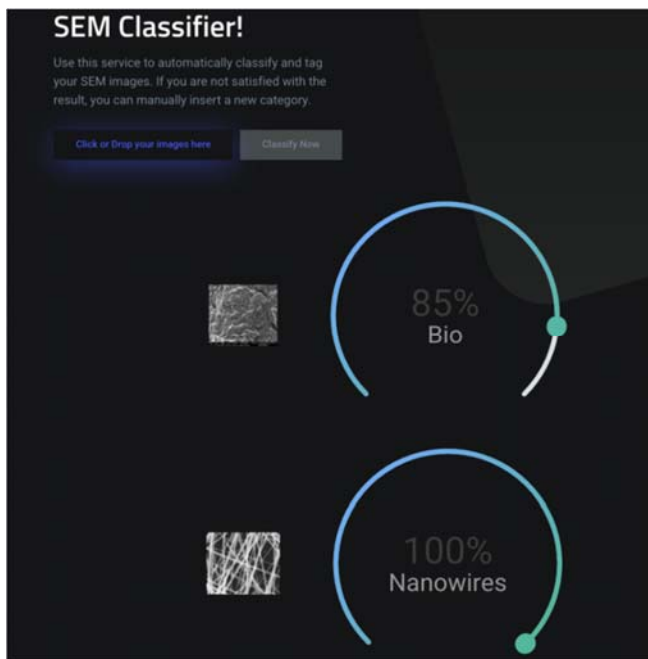 SEM Classifier!
Use this service to automatically classify and tag
your SEM images. If you are not satisfied with the
result, you can manually insert a new category.
Click or Drop your images here
Classify Now
85%
Bio
100%
Nanowires